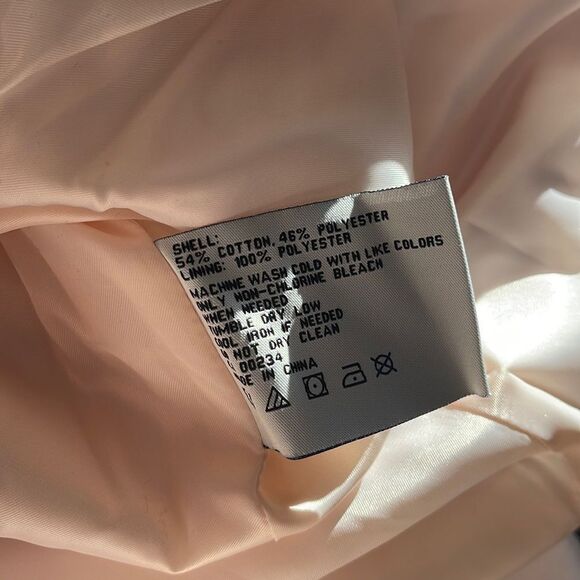 SHELL:
54% COTTON, 46% POLYESTER
LINING: 100% POLYESTER
MACHINE WASH COLD WITH LIKE COLORS
ONLY NON-CHLORINE BLEACH
WHEN NEEDED
TUMBLE DRY LOW
COOL IRON IF NEEDED
NOT DRY CLEAN
00234
IN CHINA